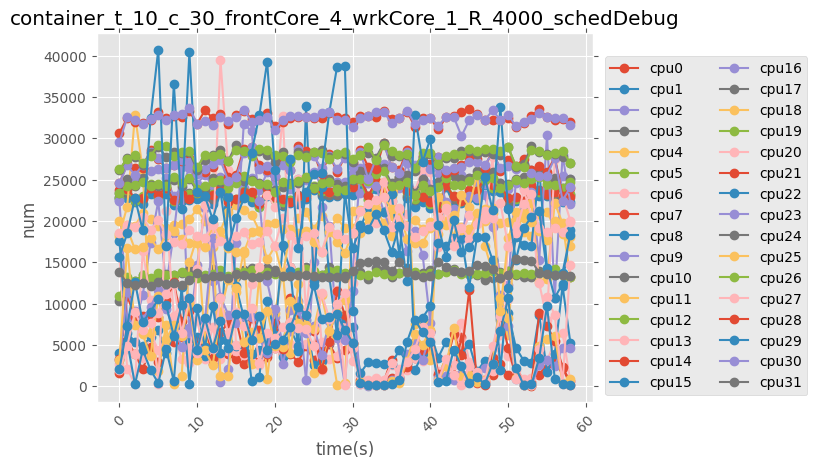 container_t_10_c_30_frontCore_4_wrkCore_1_R_4000_schedDebug
num
40000
35000
30000
25000
20000
15000
10000
5000
0
0 10 20 30 40 50 60
time(s)
cpu0 cpu16
cpu1 cpu17
cpu2 cpu18
cpu3 cpu19
cpu4 cpu20
cpu5 cpu21
cpu6 cpu22
cpu7 cpu23
cpu8 cpu24
cpu9 cpu25
cpu10 cpu26
cpu11 cpu27
cpu12 cpu28
cpu13 cpu29
cpu14 cpu30
cpu15 cpu31